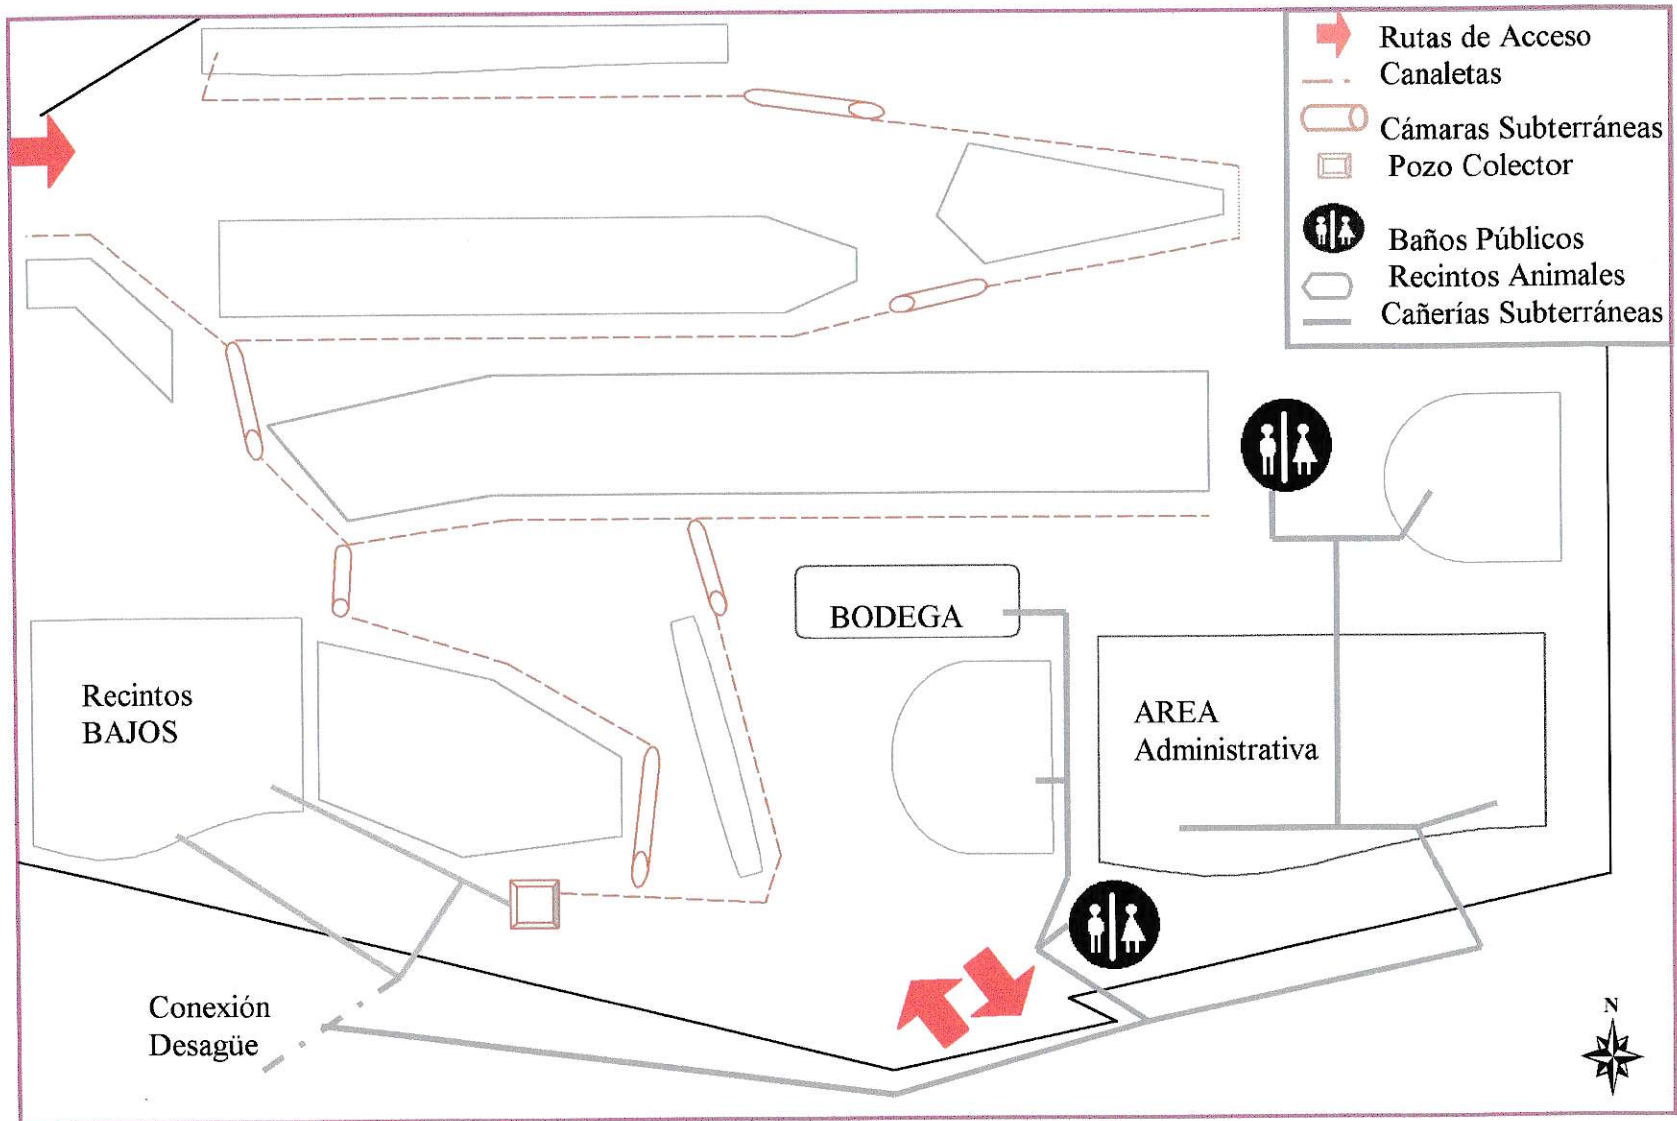 Rutas de Acceso
Canaletas
Cámaras Subterráneas
Pozo Colector
Baños Públicos
Recintos Animales
Cañerías Subterráneas
BODEGA
Recintos
BAJOS
AREA
Administrativa
Conexión
Desagüe
N